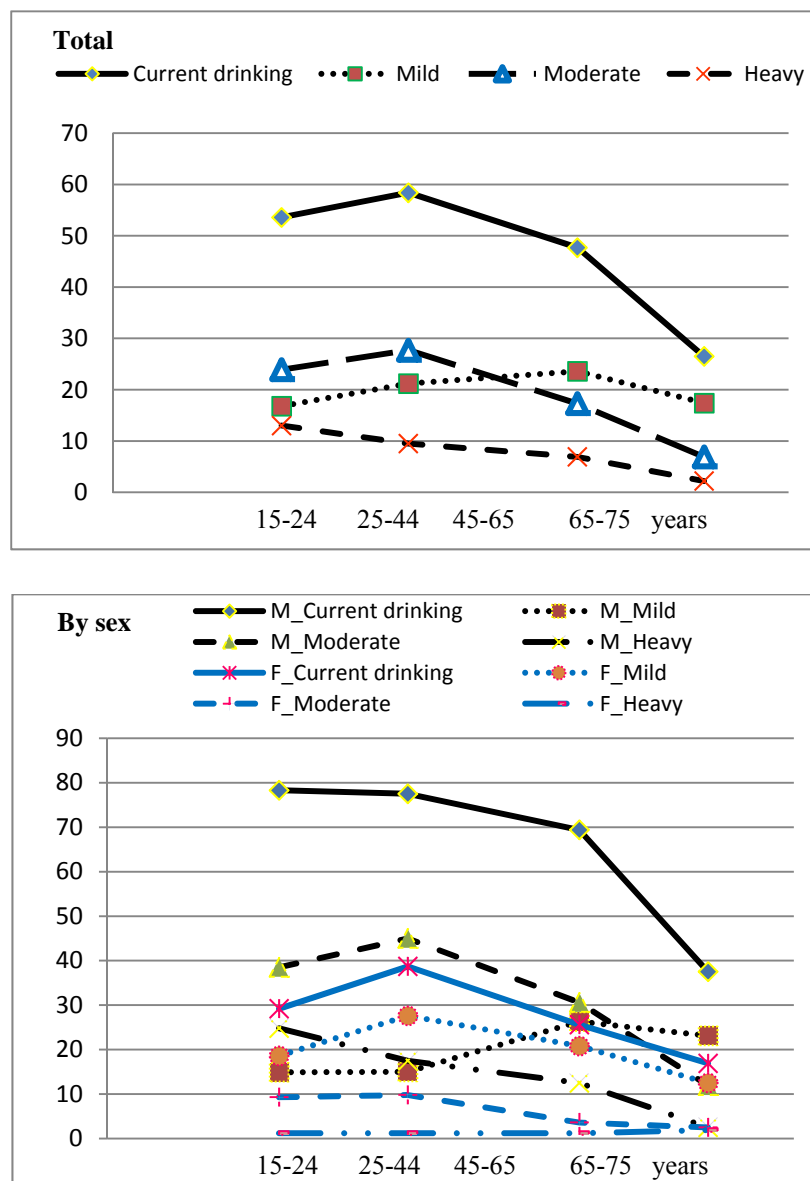 Total
Current drinking Mild Moderate Heavy
70
60
50
40
30
20
10
0
15-24 25-44 45-65 65-75 years
By sex
M_Current drinking M_Mild
M_Moderate M_Heavy
F_Current drinking F_Mild
F_Moderate F_Heavy
90
80
70
60
50
40
30
20
10
0
15-24 25-44 45-65 65-75 years